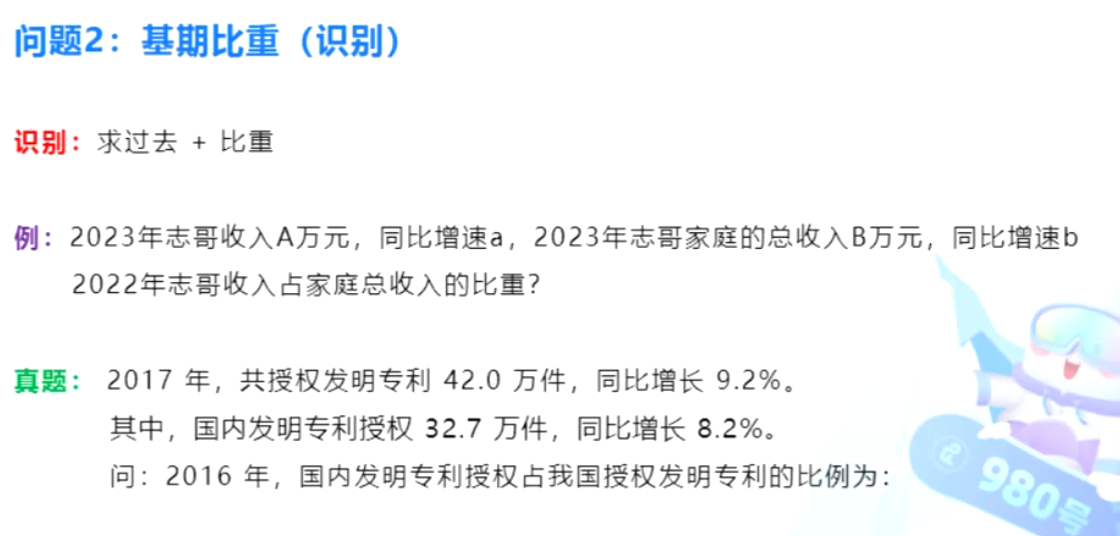 问题2：基期比重（识别）
识别：求过去 + 比重
例：2023年志哥收入A万元，同比增速a，2023年志哥家庭的总收入B万元，同比增速b
2022年志哥收入占家庭总收入的比重？
真题： 2017 年，共授权发明专利 42.0 万件，同比增长 9.2%。
其中，国内发明专利授权 32.7 万件，同比增长 8.2%。
问：2016 年，国内发明专利授权占我国授权发明专利的比例为：
980号